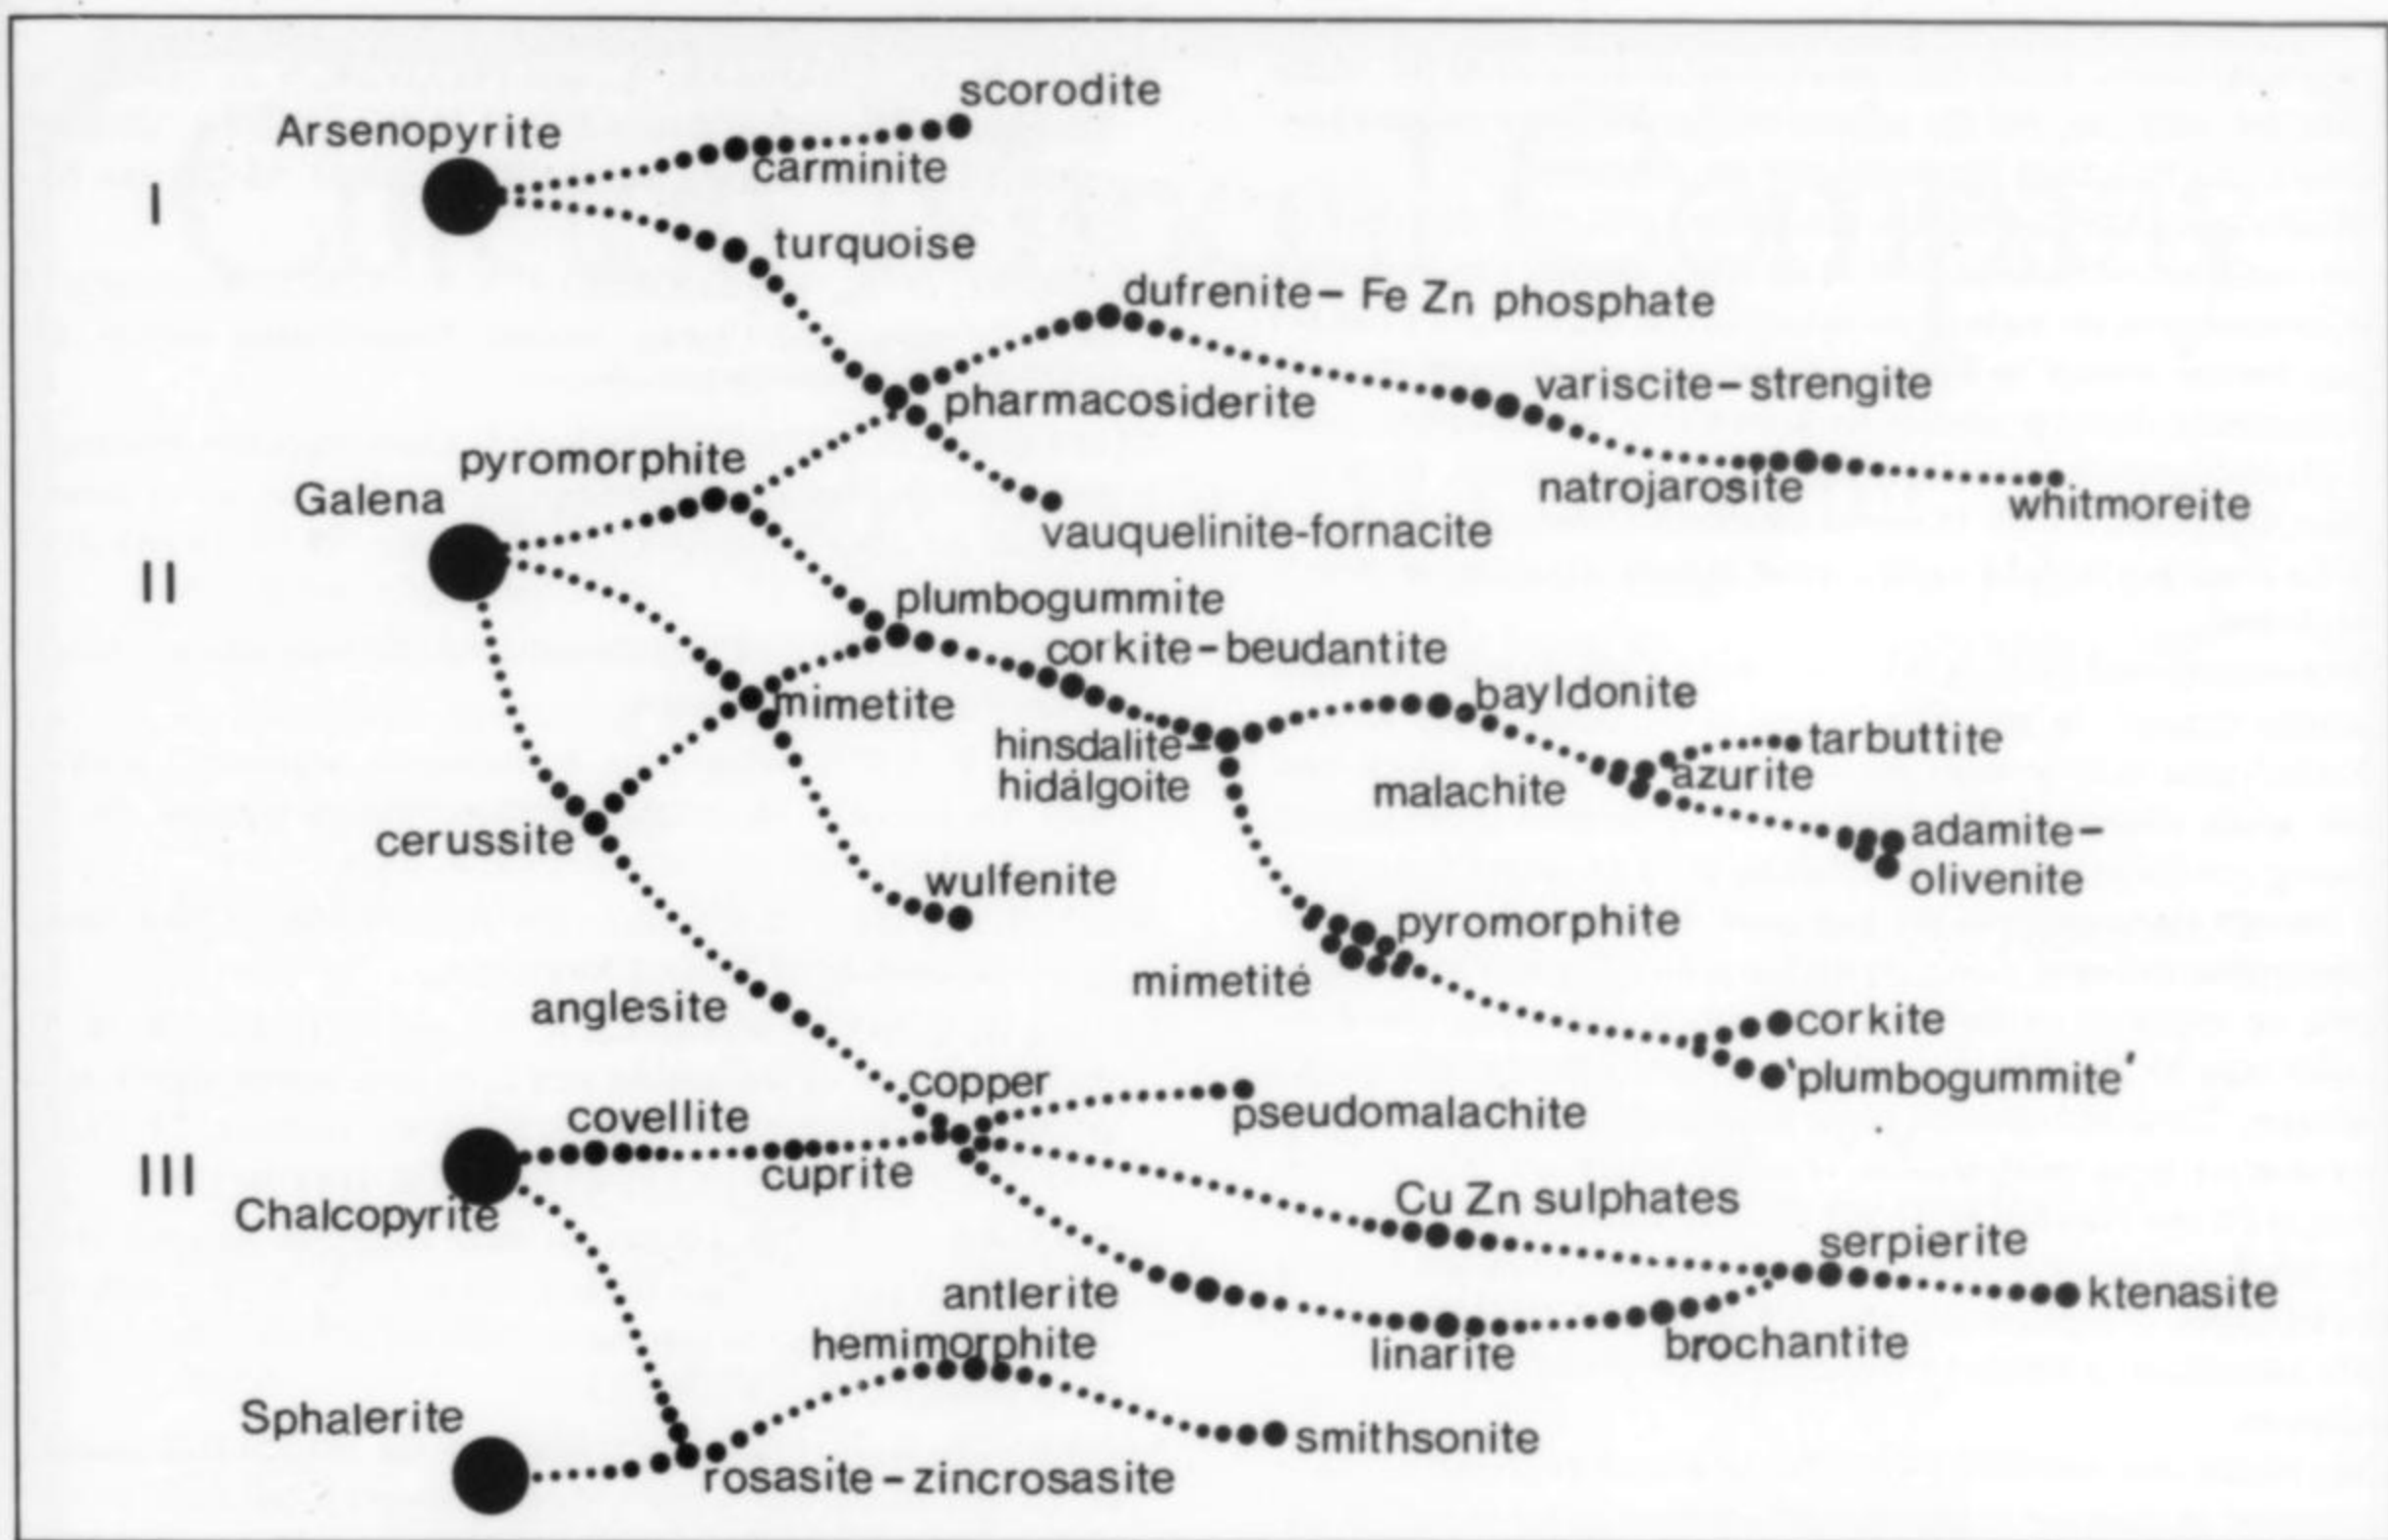 scorodite
Arsenopyrite
carminite
I
turquoise
dufrenite– Fe Zn phosphate
variscite–strengite
pharmacosiderite
pyromorphite
natrojarosite
whitmoreite
Galena
vauquelinite-fornacite
II
plumbogummite
corkite–beudantite
bayldonite
mimetite
tarbuttite
hinsdalite–
hidalgoite
azurite
malachite
adamite–
olivenite
cerussite
wulfenite
pyromorphite
mimetite
anglesite
corkite
'plumbogummite'
copper
pseudomalachite
covellite
III
cuprite
Chalcopyrite
Cu Zn sulphates
serpierite
antlerite
ktenasite
linarite
brochantite
hemimorphite
Sphalerite
smithsonite
rosasite–zincrosasite